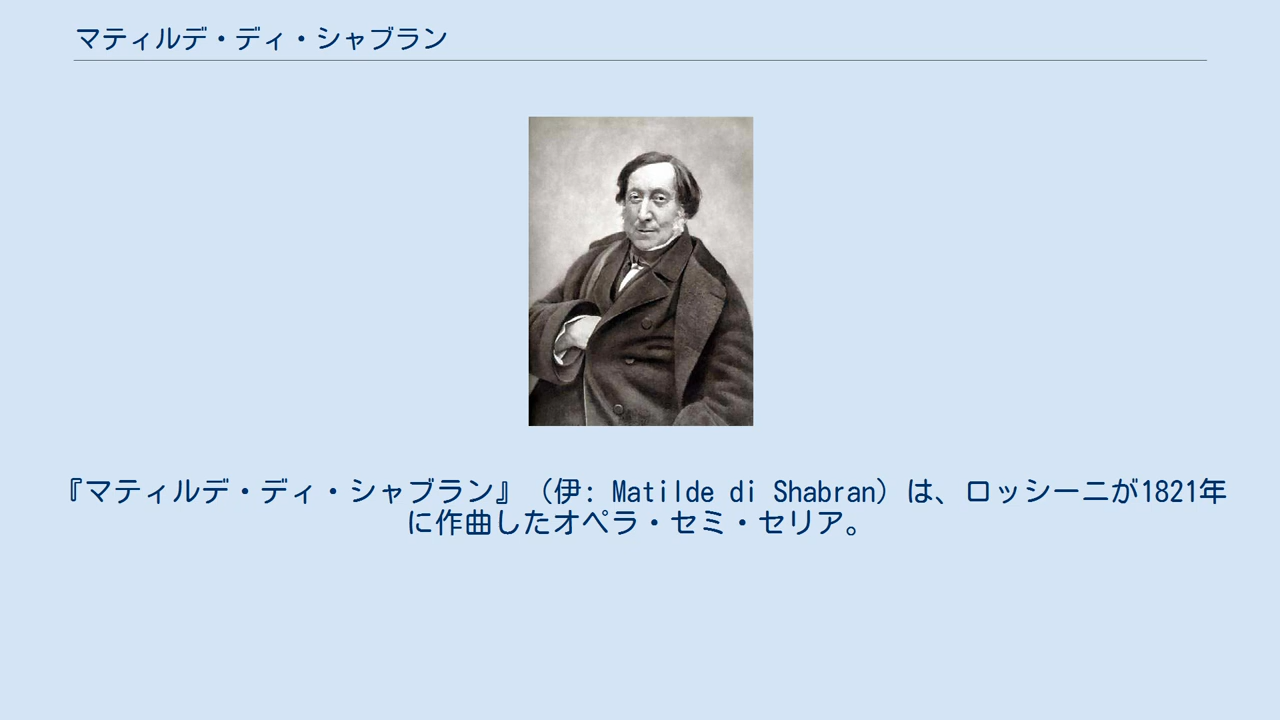 マティルデ・ディ・シャブラン
『マティルデ・ディ・シャブラン』（伊: Matilde di Shabran）は、ロッシーニが1821年
に作曲したオペラ・セミ・セリア。